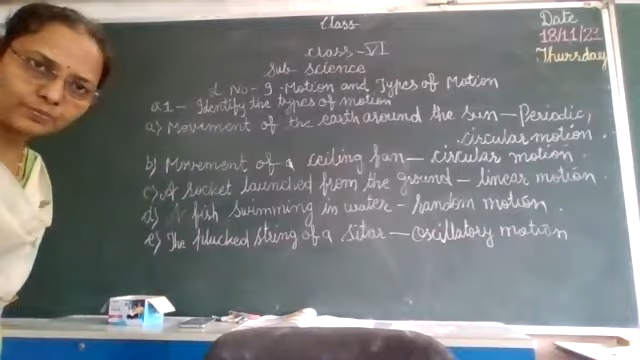 Class
Date
18/11/21
Thursday
Class-VI
Sub Science
L No-9 Motion and Types of Motion
Q1- Identify the types of motion
a) Movement of the earth around the sun - Periodic,
circular motion.
b) Movement of a ceiling fan - circular motion.
c) A rocket launched from the ground - linear motion.
d) A fish swimming in water - random motion.
e) The plucked string of a sitar - oscillatory motion